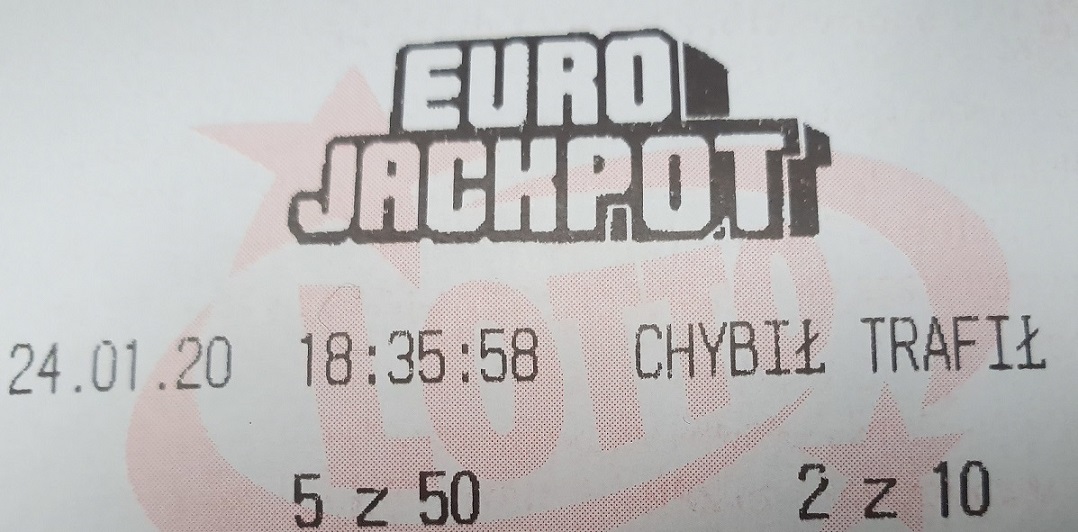 EURO
JACKPOT
LOTTO
24.01.20 18:35:58 CHYBIŁ TRAFIŁ
5 z 50 2 z 10